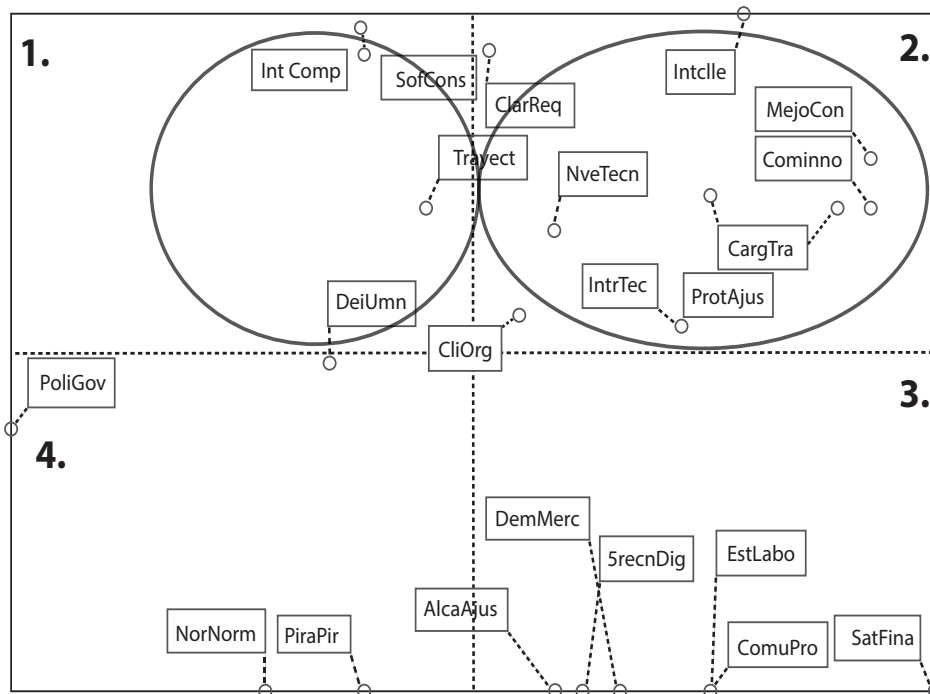 1.
2.
Int Comp
SofCons
ClarReq
Intclle
MejoCon
Trayect
NveTecn
Cominno
CargTra
DeiUmn
IntrTec
ProtAjus
CliOrg
PoliGov
3.
4.
DemMerc
5recnDig
EstLabo
AlcaAjus
NorNorm
PiraPir
ComuPro
SatFina